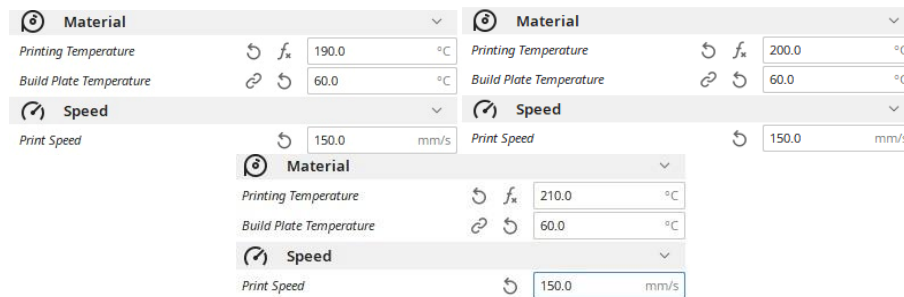 Material
Printing Temperature 190.0 °C
Build Plate Temperature 60.0 °C
Speed
Print Speed 150.0 mm/s
Material
Printing Temperature 200.0 °C
Build Plate Temperature 60.0 °C
Speed
Print Speed 150.0 mm/s
Material
Printing Temperature 210.0 °C
Build Plate Temperature 60.0 °C
Speed
Print Speed 150.0 mm/s